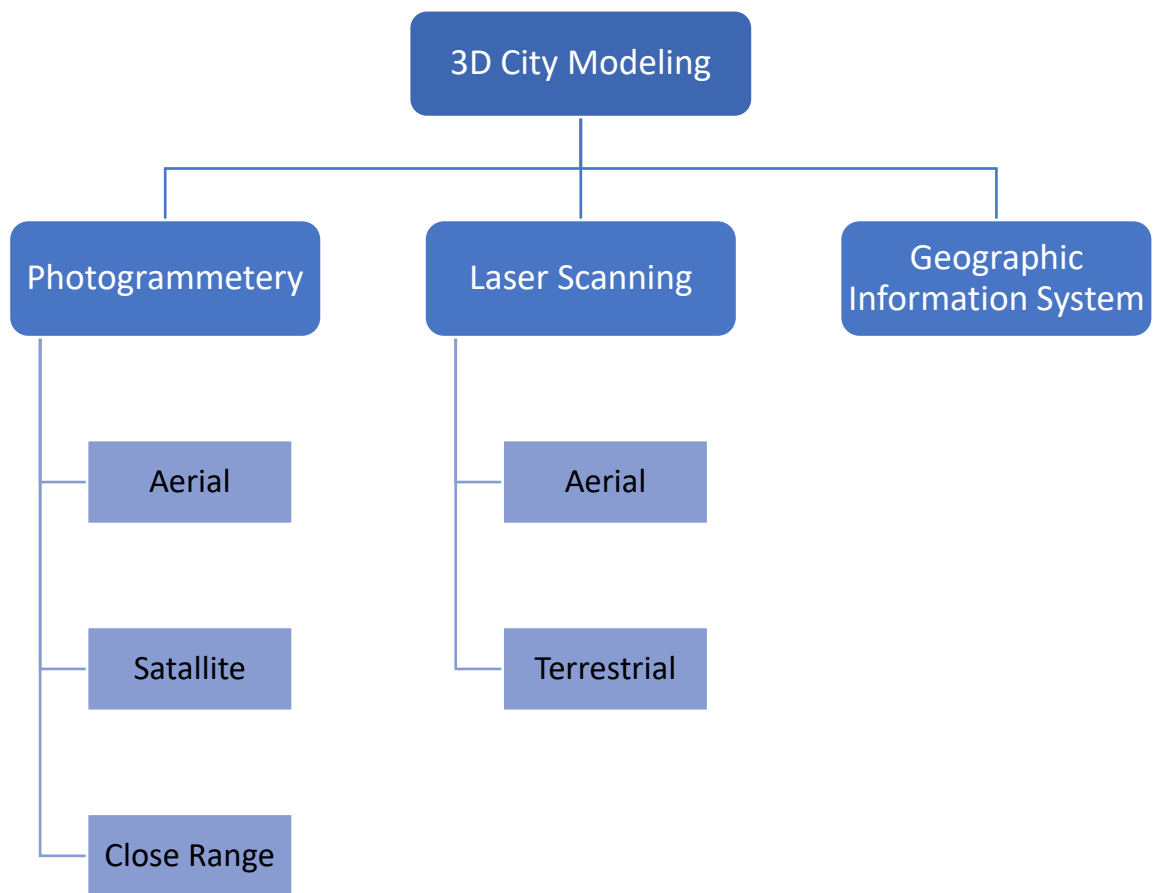 3D City Modeling
Photogrammetery
Laser Scanning
Geographic
Information System
Aerial
Aerial
Satallite
Terrestrial
Close Range